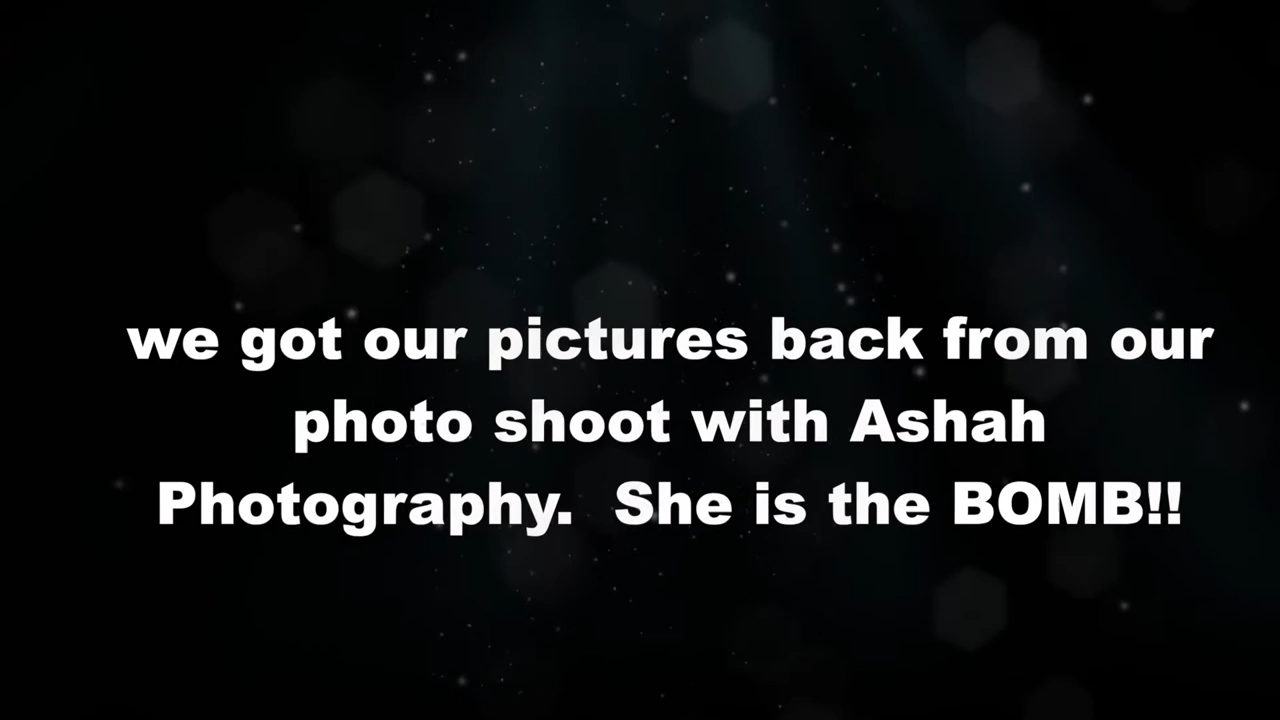 we got our pictures back from our
photo shoot with Ashah
Photography.  She is the BOMB!!